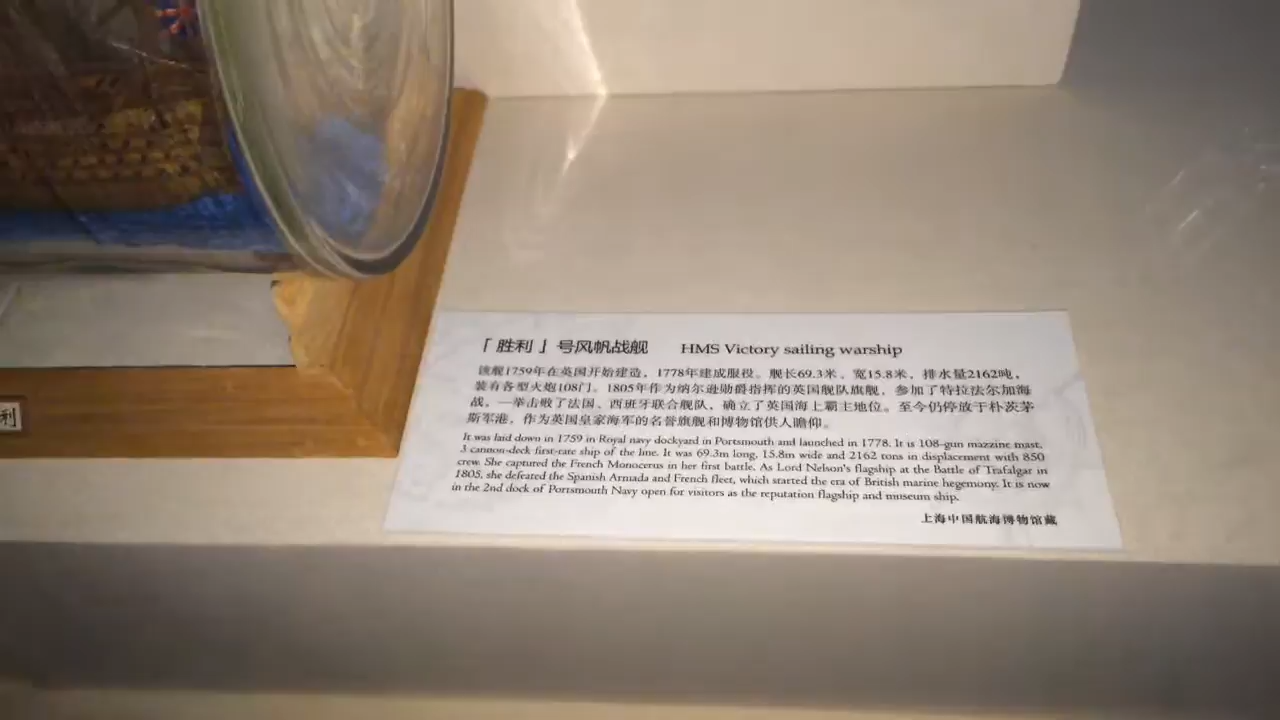 「胜利」号风帆战舰 HMS Victory sailing warship
该舰1759年在英国开始建造，1778年建成服役。舰长69.3米，宽15.8米，排水量2162吨，
装有各型火炮108门。1805年作为纳尔逊勋爵指挥的英国舰队旗舰，参加了特拉法尔加海
战，一举击败了法国、西班牙联合舰队，确立了英国海上霸主地位。至今仍停放于朴茨茅
斯军港，作为英国皇家海军的名誉旗舰和博物馆供人瞻仰。
It was laid down in 1759 in Royal navy dockyard in Portsmouth and launched in 1778. It is 108-gun mazzine mast,
3 cannon-deck first-rate ship of the line. It was 69.3m long, 15.8m wide and 2162 tons in displacement with 850
crew. She captured the French Monocerus in her first battle. As Lord Nelson's flagship at the Battle of Trafalgar in
1805, she defeated the Spanish Armada and French fleet, which started the era of British marine hegemony. It is now
in the 2nd dock of Portsmouth Navy open for visitors as the reputation flagship and museum ship.
上海中国航海博物馆藏
利